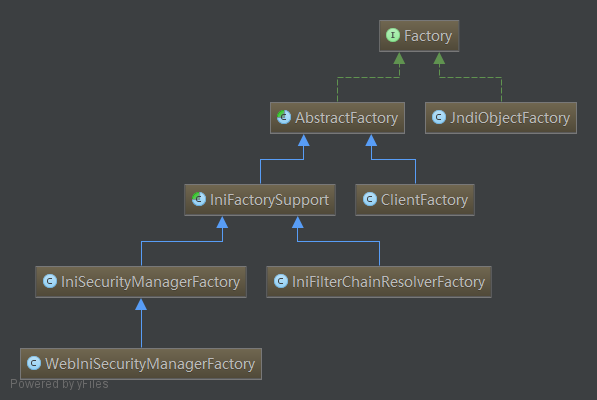 I Factory
C AbstractFactory
C JndiObjectFactory
C IniFactorySupport
C ClientFactory
C IniSecurityManagerFactory
C IniFilterChainResolverFactory
C WebIniSecurityManagerFactory
Powered by yFiles